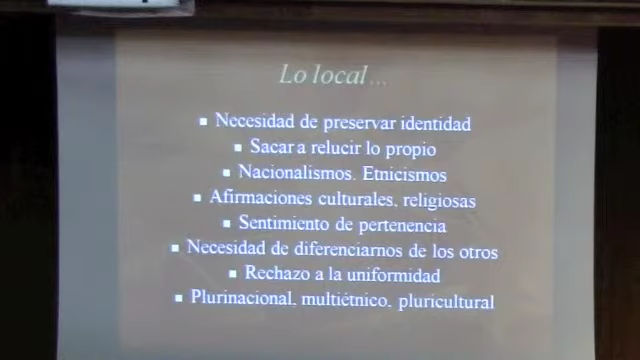 Lo local...
▪ Necesidad de preservar identidad
▪ Sacar a relucir lo propio
▪ Nacionalismos. Etnicismos
▪ Afirmaciones culturales, religiosas
▪ Sentimiento de pertenencia
▪ Necesidad de diferenciarnos de los otros
▪ Rechazo a la uniformidad
▪ Plurinacional, multiétnico, pluricultural